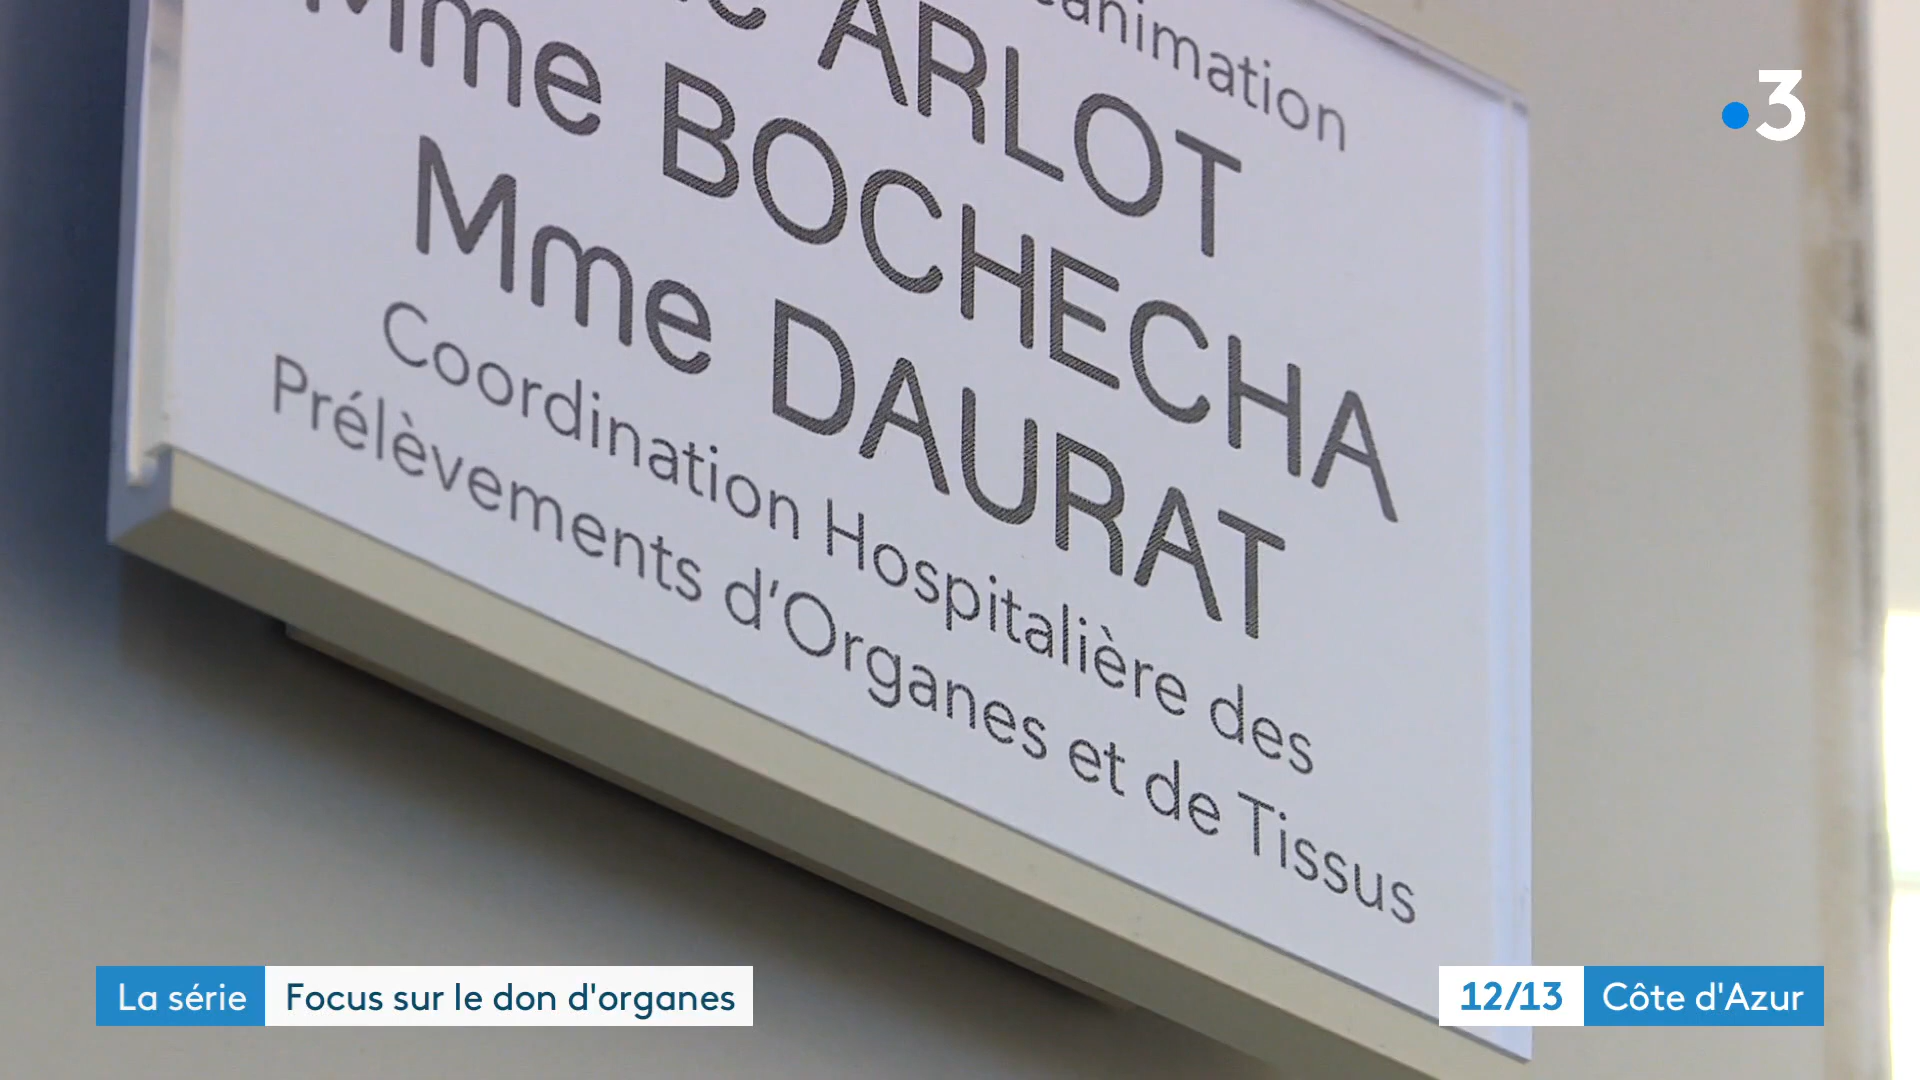 ARLOT
Mme BOCHECHA
Mme DAURAT
Coordination Hospitalière des
Prélèvements d'Organes et de Tissus
3
La série Focus sur le don d'organes
12/13 Côte d'Azur